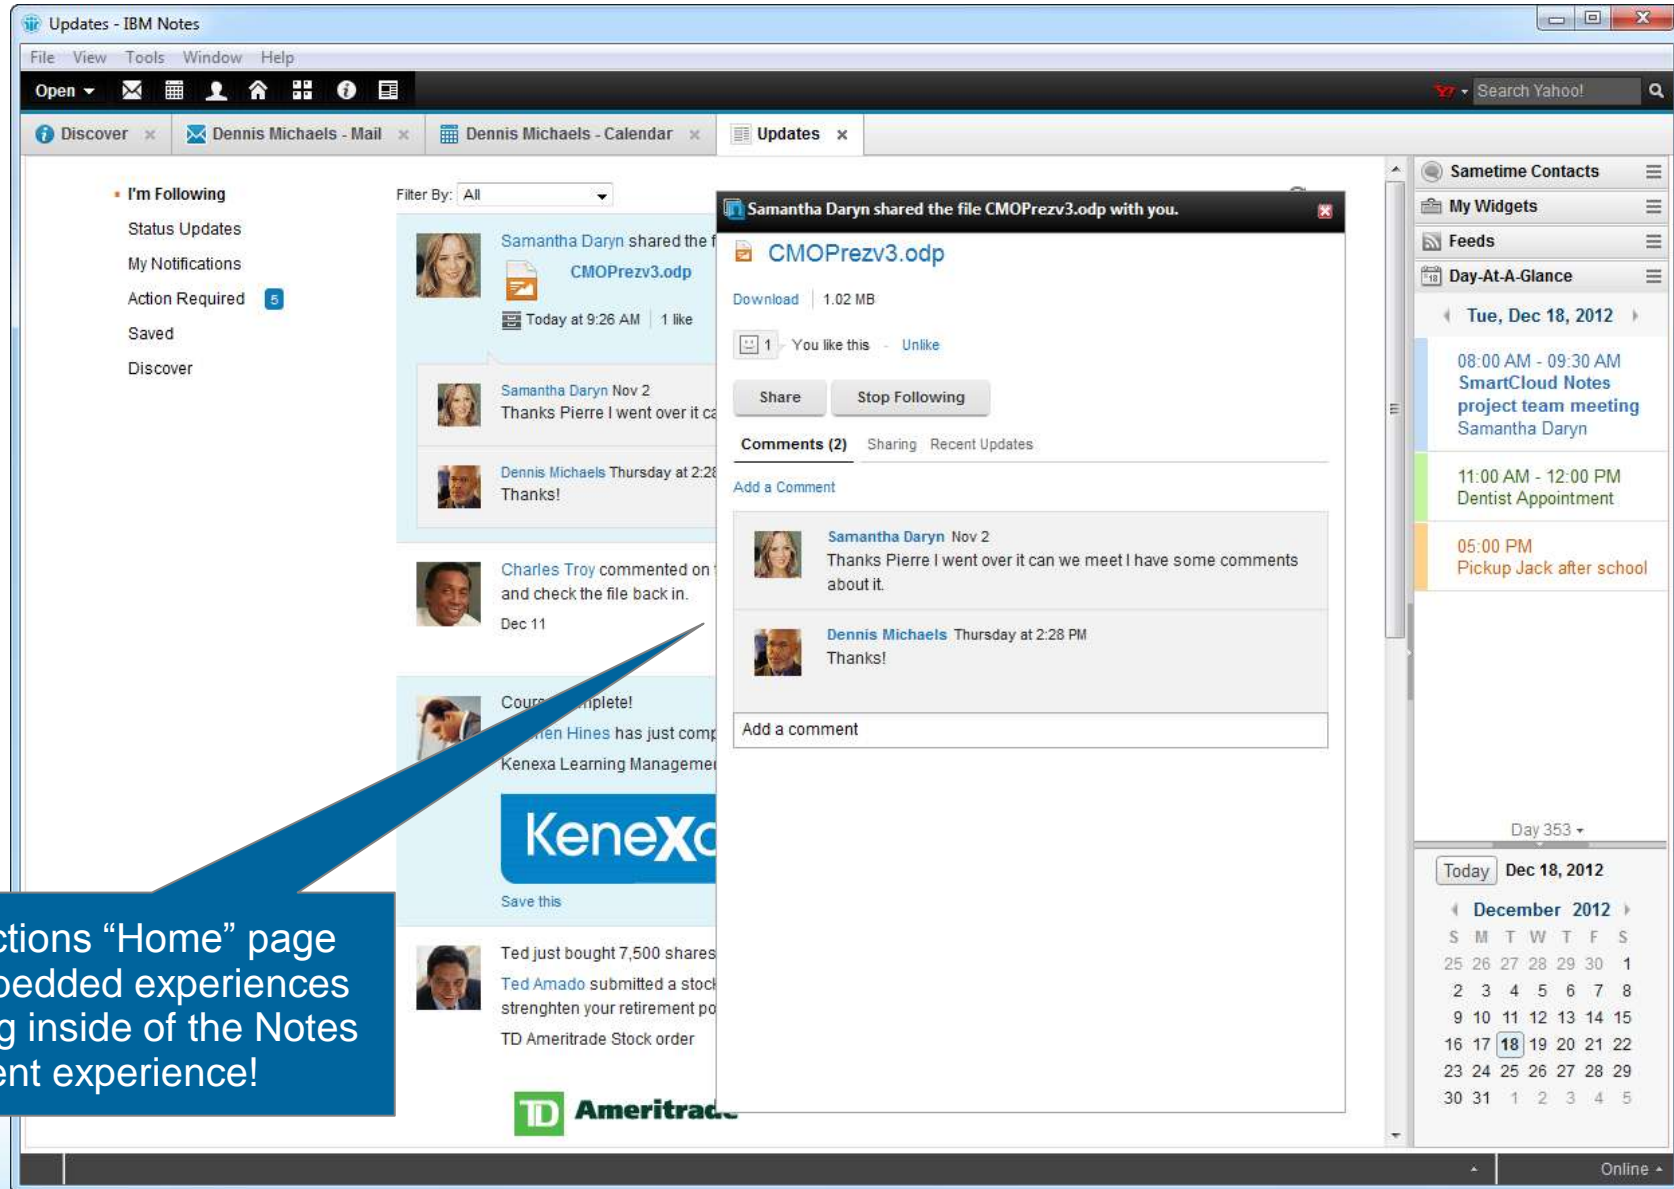 Updates - IBM Notes
File View Tools Window Help
Open
Search Yahoo!
Discover
Dennis Michaels - Mail
Dennis Michaels - Calendar
Updates
I'm Following
Status Updates
My Notifications
Action Required 5
Saved
Discover
Filter By: All
Samantha Daryn shared the
CMOPrezv3.odp
Today at 9:26 AM 1 like
Samantha Daryn Nov 2
Thanks Pierre I went over it
Dennis Michaels Thursday at 2:28
Thanks!
Charles Troy commented on
and check the file back in.
Dec 11
Hines has just
Kenexa Learning
Kenexa
Save this
Ted just bought 7,500 shares
Ted Amado submitted a
strenghten your retirement
TD Ameritrade Stock order
TD Ameritrade
Samantha Daryn shared the file CMOPrezv3.odp with you.
CMOPrezv3.odp
Download 1.02 MB
1 You like this - Unlike
Share Stop Following
Comments (2) Sharing Recent Updates
Add a Comment
Samantha Daryn Nov 2
Thanks Pierre I went over it can we meet I have some comments
about it.
Dennis Michaels Thursday at 2:28 PM
Thanks!
Add a comment
Sametime Contacts
My Widgets
Feeds
Day-At-A-Glance
Tue, Dec 18, 2012
08:00 AM - 09:30 AM
SmartCloud Notes
project team meeting
Samantha Daryn
11:00 AM - 12:00 PM
Dentist Appointment
05:00 PM
Pickup Jack after school
Day 353
Today Dec 18, 2012
December 2012
S M T W T F S
25 26 27 28 29 30 1
2 3 4 5 6 7 8
9 10 11 12 13 14 15
16 17 18 19 20 21 22
23 24 25 26 27 28 29
30 31 1 2 3 4 5
Online
“Home” page
experiences
inside of the Notes
experience!